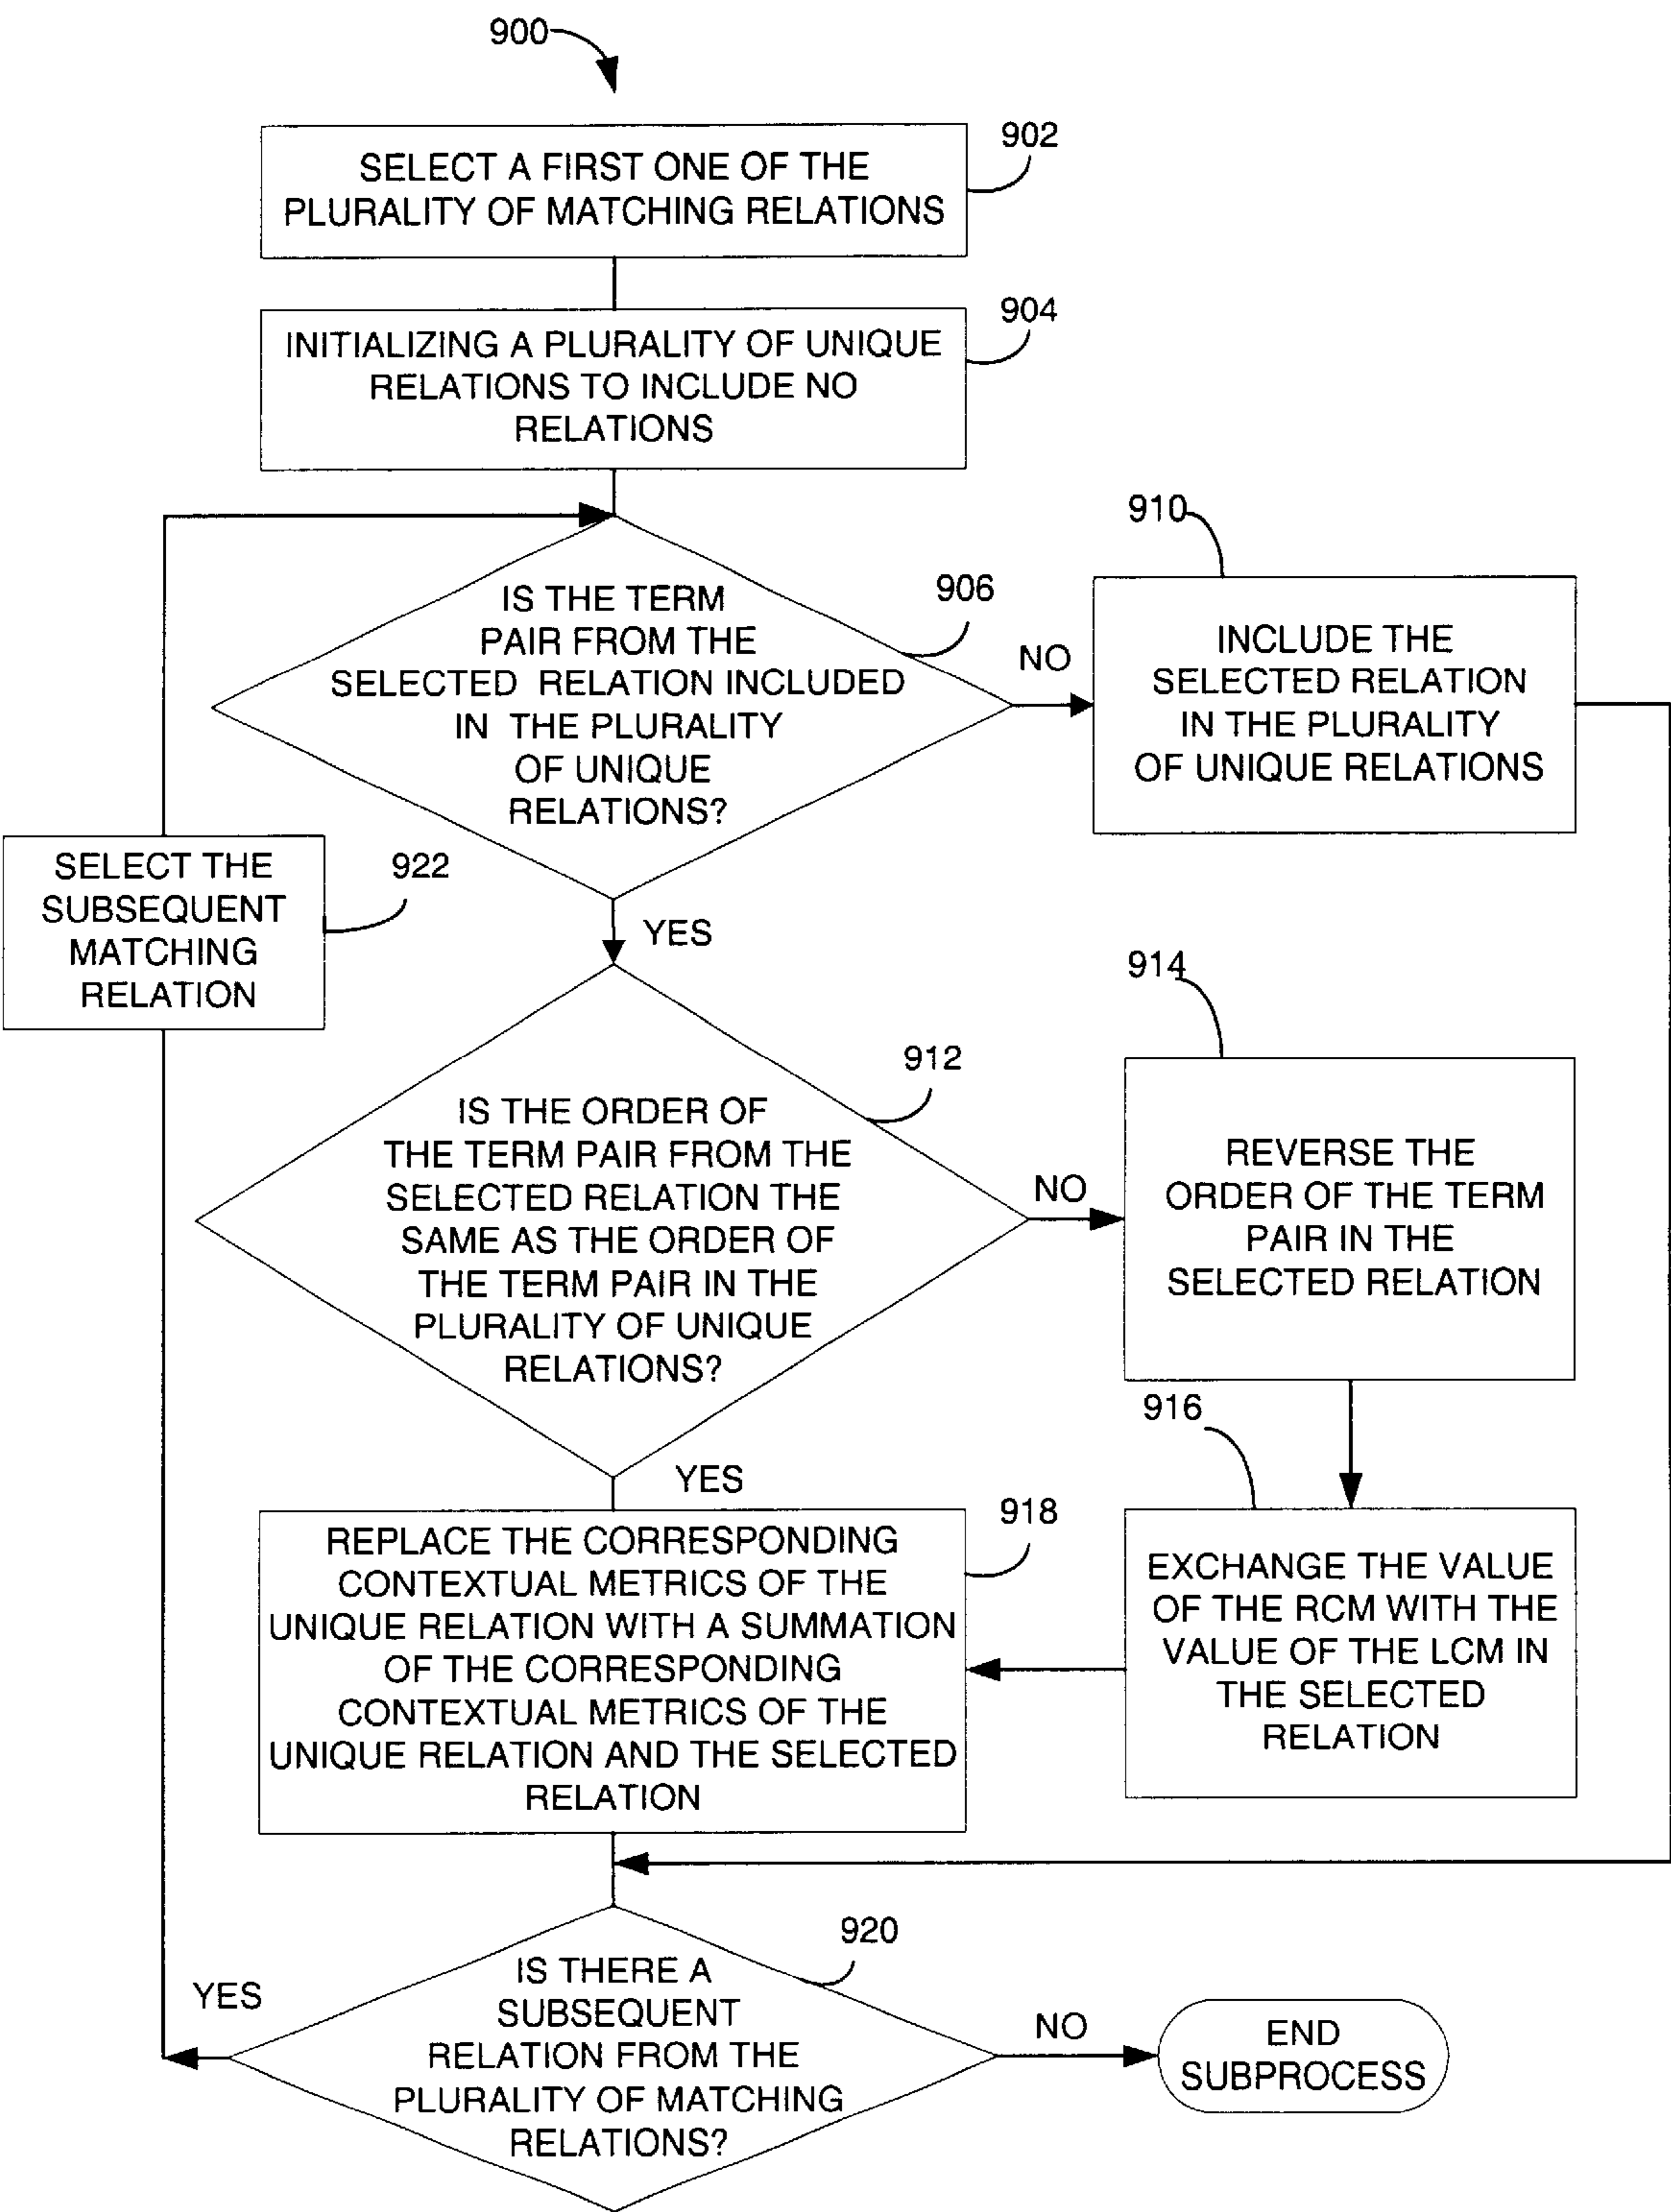 900
902
SELECT A FIRST ONE OF THE
PLURALITY OF MATCHING RELATIONS
904
INITIALIZING A PLURALITY OF UNIQUE
RELATIONS TO INCLUDE NO
RELATIONS
906
IS THE TERM
PAIR FROM THE
SELECTED RELATION INCLUDED
IN THE PLURALITY
OF UNIQUE
RELATIONS?
NO
910
INCLUDE THE
SELECTED RELATION
IN THE PLURALITY
OF UNIQUE RELATIONS
YES
922
SELECT THE
SUBSEQUENT
MATCHING
RELATION
912
IS THE ORDER OF
THE TERM PAIR FROM THE
SELECTED RELATION THE
SAME AS THE ORDER OF
THE TERM PAIR IN THE
PLURALITY OF UNIQUE
RELATIONS?
NO
914
REVERSE THE
ORDER OF THE TERM
PAIR IN THE
SELECTED RELATION
916
EXCHANGE THE VALUE
OF THE RCM WITH THE
VALUE OF THE LCM IN
THE SELECTED
RELATION
YES
918
REPLACE THE CORRESPONDING
CONTEXTUAL METRICS OF THE
UNIQUE RELATION WITH A SUMMATION
OF THE CORRESPONDING
CONTEXTUAL METRICS OF THE
UNIQUE RELATION AND THE SELECTED
RELATION
920
IS THERE A
SUBSEQUENT
RELATION FROM THE
PLURALITY OF MATCHING
RELATIONS?
YES
NO
END
SUBPROCESS